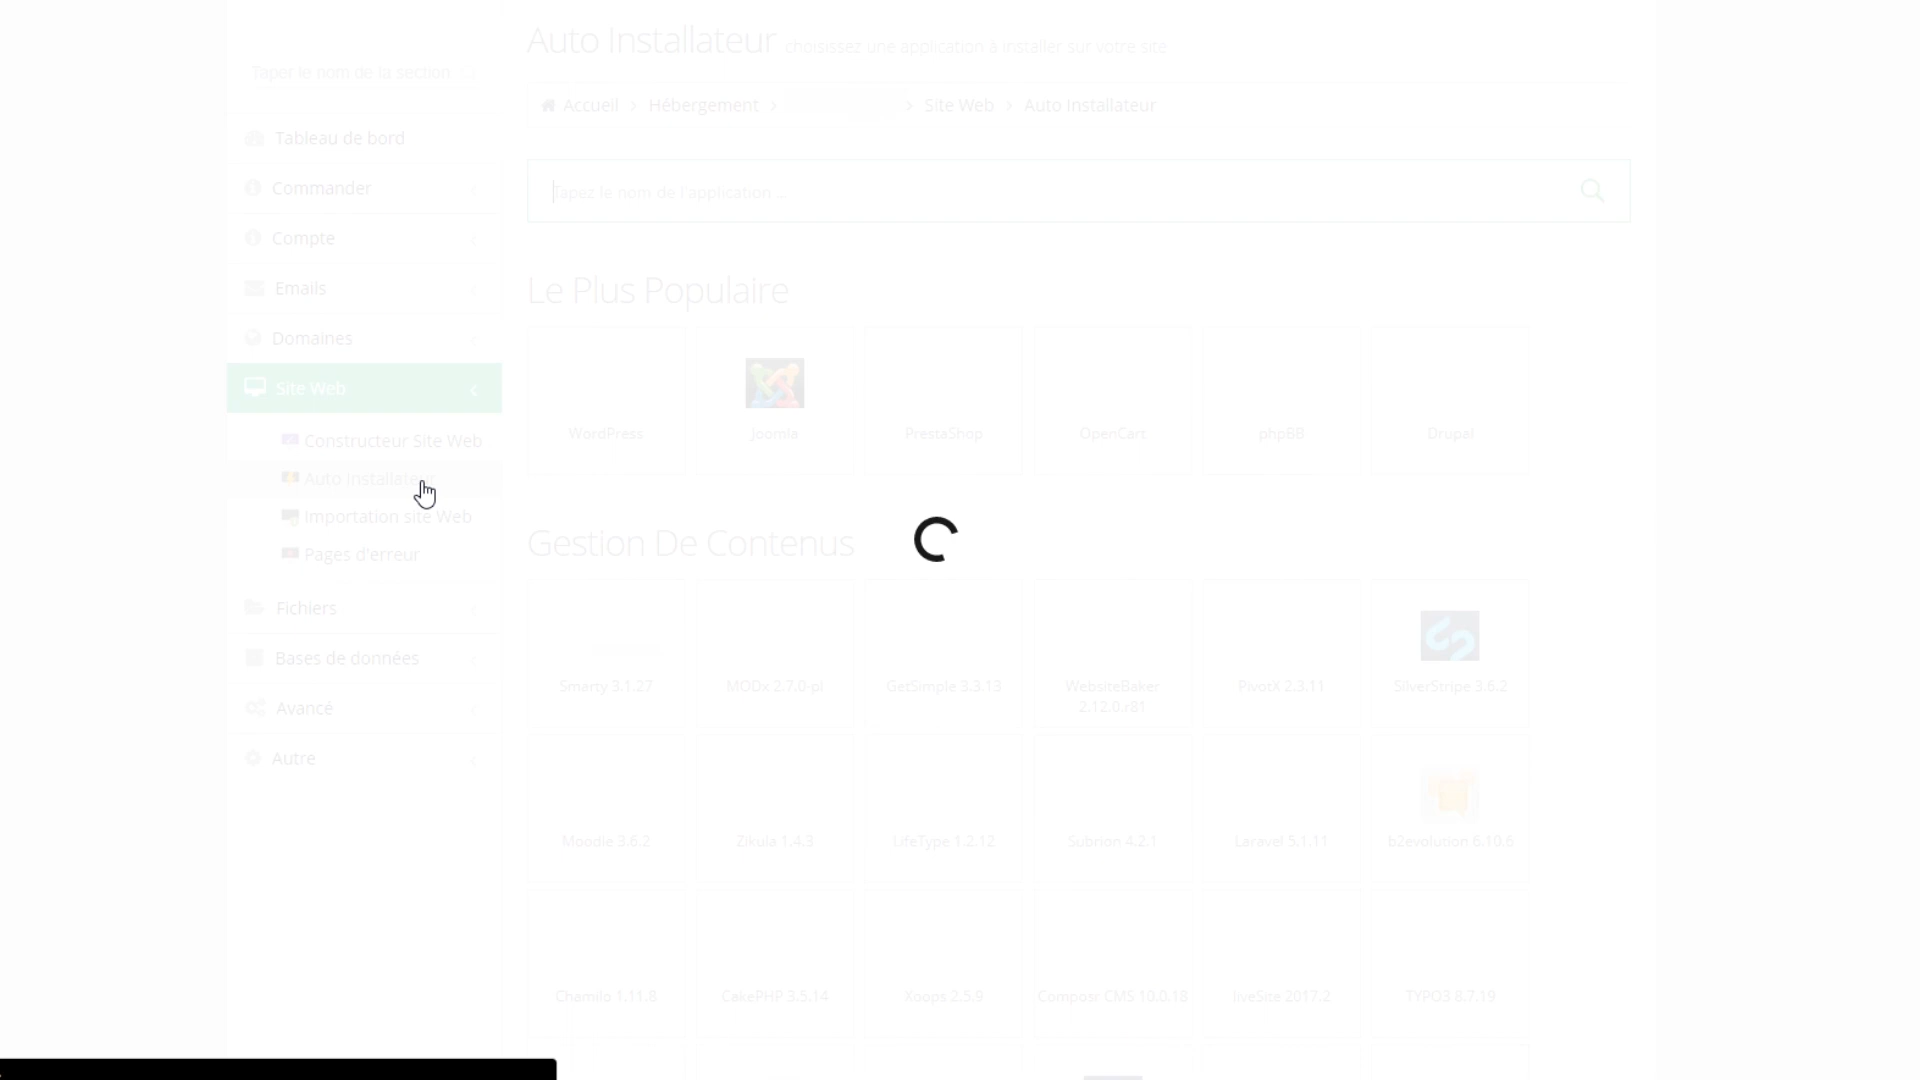 Auto Installateur choisissez une application à installer sur votre site
Taper le nom de la section ...
Accueil > Hébergement > > Site Web > Auto Installateur
Tableau de bord
Commander
Compte
Emails
Domaines
Site Web
Constructeur Site Web
Auto Installateur
Importation site Web
Pages d'erreur
Fichiers
Bases de données
Avancé
Autre
Tapez le nom de l'application ...
Le Plus Populaire
WordPress
Joomla
PrestaShop
OpenCart
phpBB
Drupal
Gestion De Contenus
Smarty 3.1.27
MODx 2.7.0-pl
GetSimple 3.3.13
WebsiteBaker
2.12.0.r81
PivotX 2.3.11
SilverStripe 3.6.2
Moodle 3.6.2
Zikula 1.4.3
LifeType 1.2.12
Subrion 4.2.1
Laravel 5.1.11
b2evolution 6.10.6
Chamilo 1.11.8
CakePHP 3.5.14
Xoops 2.5.9
Composr CMS 10.0.18
liveSite 2017.2
TYPO3 8.7.19